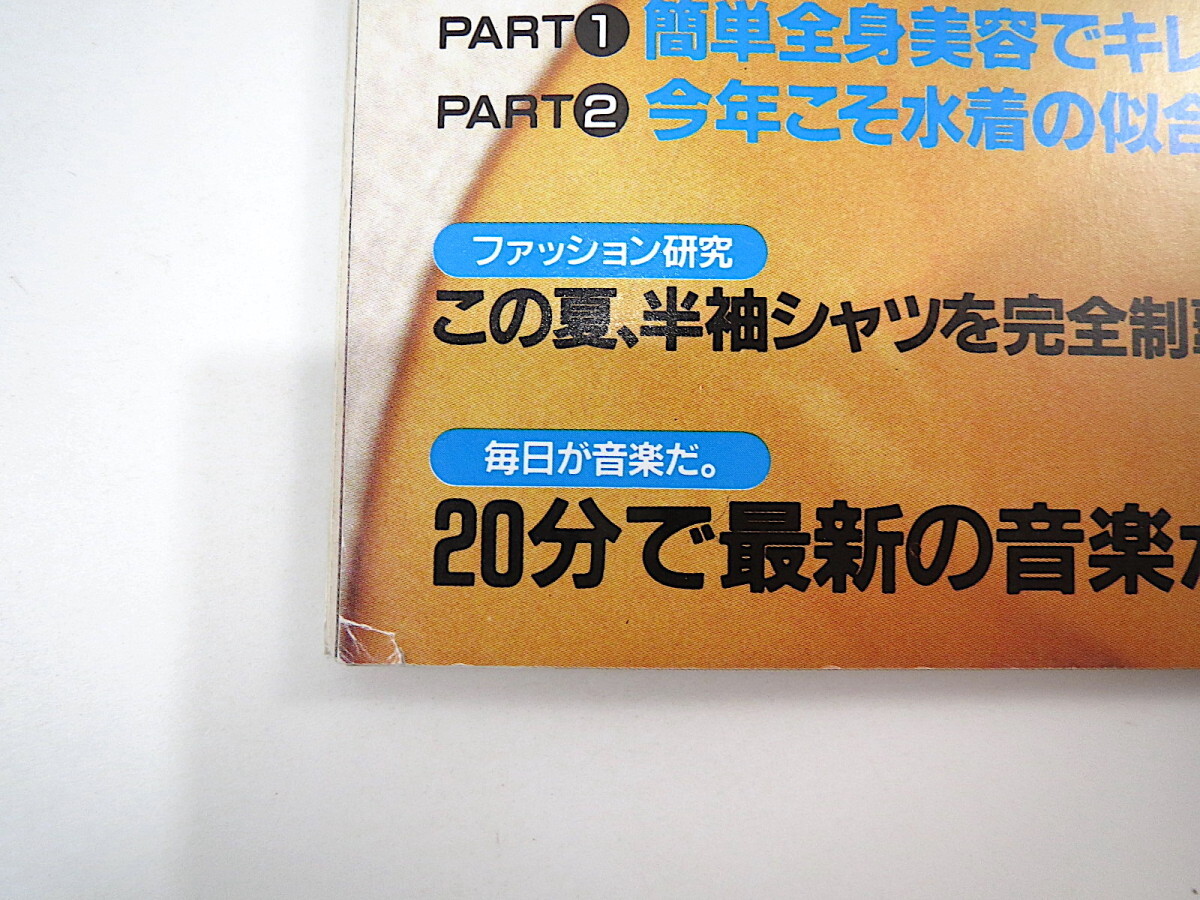 PART❶ 簡単全身美容でキレ
PART❷ 今年こそ水着の似合
ファッション研究
この夏、半袖シャツを完全制
毎日が音楽だ。
20分で最新の音楽